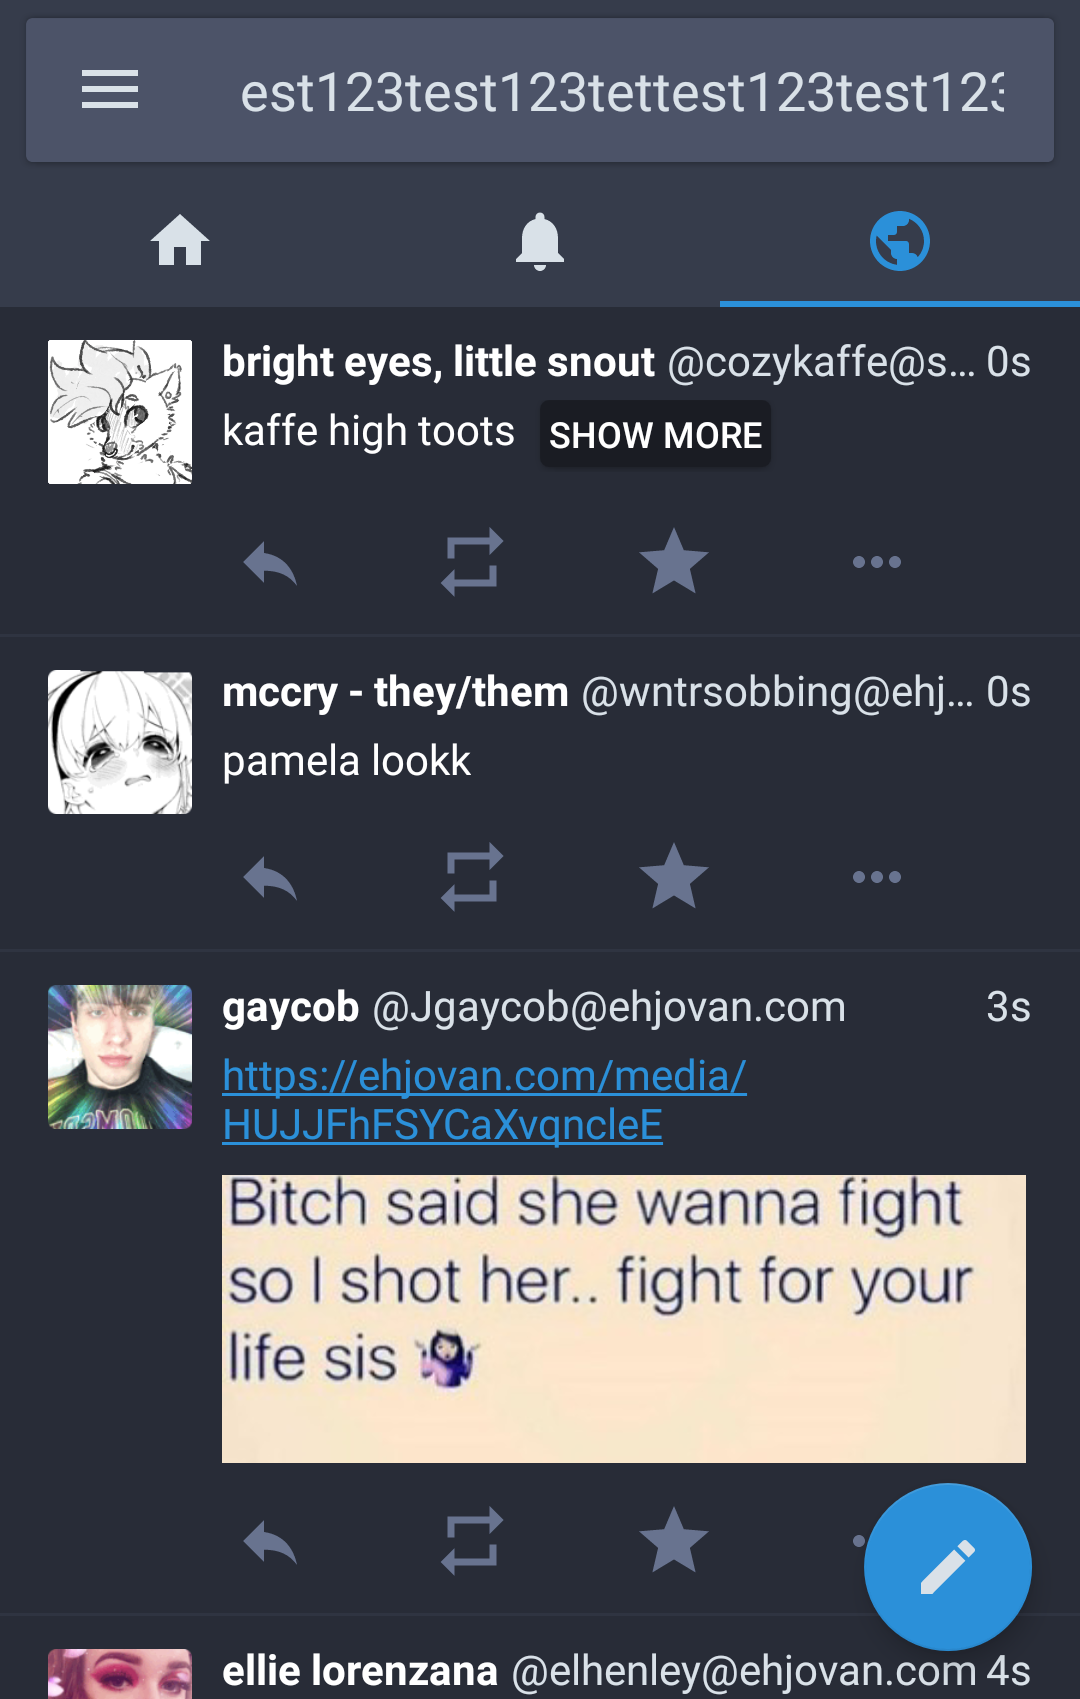 est123test123tettest123test123
bright eyes, little snout @cozykaffe@s... 0s
kaffe high toots SHOW MORE
mccry - they/them @wntrsobbing@ehj... 0s
pamela lookk
gaycob @Jgaycob@ehjovan.com 3s
https://ehjovan.com/media/
HUJJFhFSYCaXvqncleE
Bitch said she wanna fight
so I shot her.. fight for your
life sis 🤷🏻‍♀️
ellie lorenzana @elhenley@ehjovan.com 4s